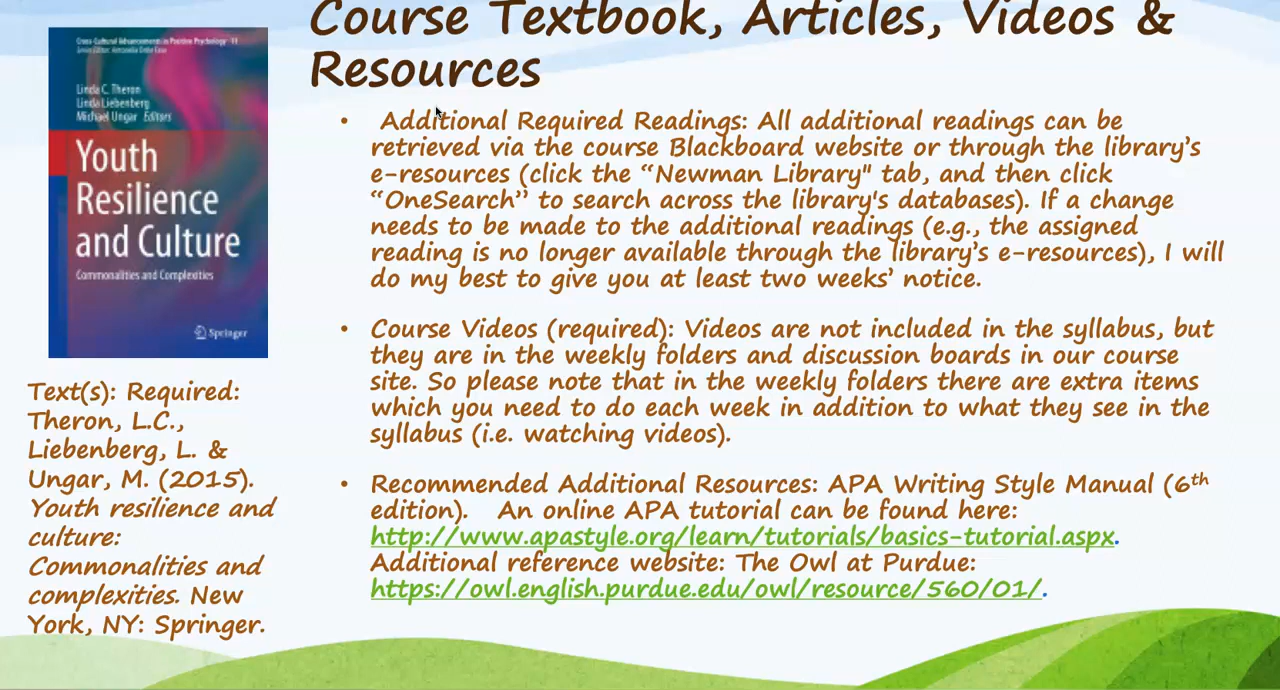 Course Textbook, Articles, Videos &
Resources
Cross-Cultural Advancements in Positive Psychology 11
Linda C. Theron
Linda Liebenberg
Michael Ungar Editors
Youth
Resilience
and Culture
Commonalities and Complexities
Springer
Text(s): Required:
Theron, L.C.,
Liebenberg, L. &
Ungar, M. (2015).
Youth resilience and
culture:
Commonalities and
complexities. New
York, NY: Springer.
• Additional Required Readings: All additional readings can be
retrieved via the course Blackboard website or through the library’s
e-resources (click the “Newman Library" tab, and then click
“OneSearch” to search across the library's databases). If a change
needs to be made to the additional readings (e.g., the assigned
reading is no longer available through the library’s e-resources), I will
do my best to give you at least two weeks’ notice.
• Course Videos (required): Videos are not included in the syllabus, but
they are in the weekly folders and discussion boards in our course
site. So please note that in the weekly folders there are extra items
which you need to do each week in addition to what they see in the
syllabus (i.e. watching videos).
• Recommended Additional Resources: APA Writing Style Manual (6th
edition). An online APA tutorial can be found here:
http://www.apastyle.org/learn/tutorials/basics-tutorial.aspx.
Additional reference website: The Owl at Purdue:
https://owl.english.purdue.edu/owl/resource/560/01/.